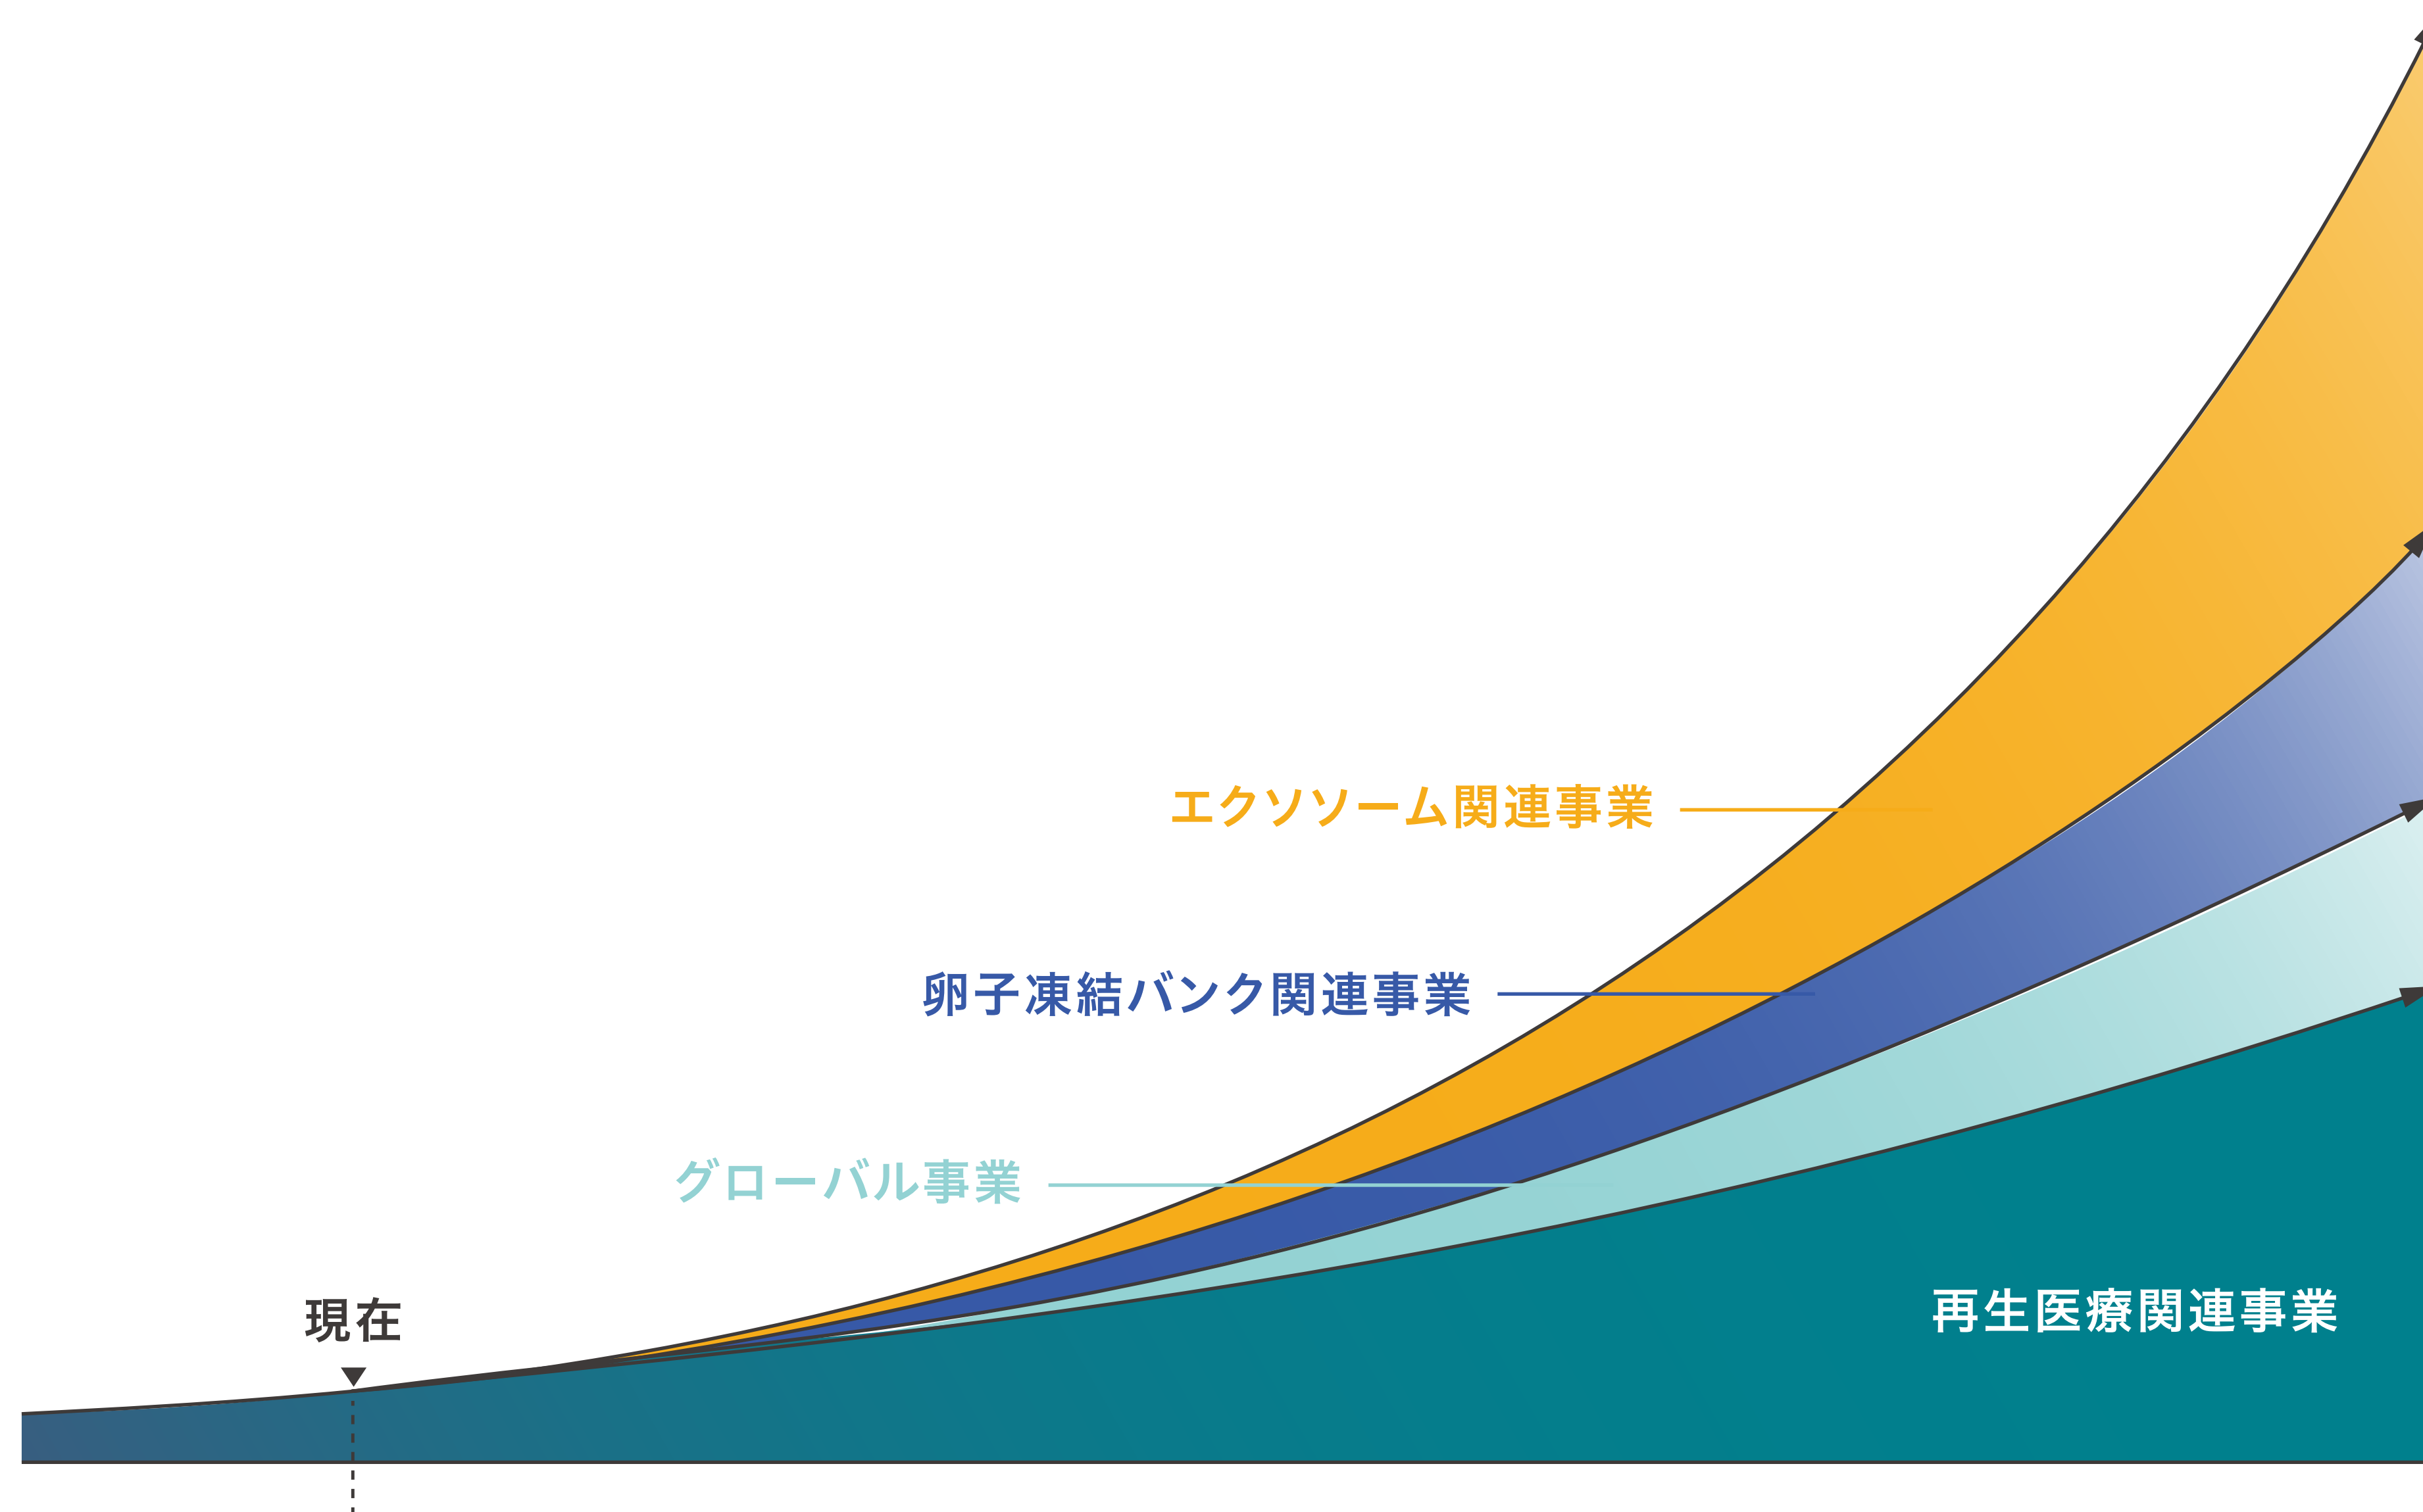 エクソソーム関連事業
卵子凍結バンク関連事業
グローバル事業
現在
再生医療関連事業